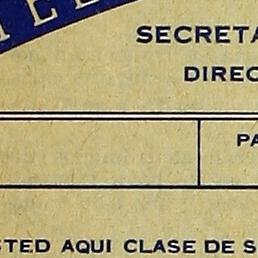 SECRETA
DIREC
PA
STED AQUI CLASE DE S